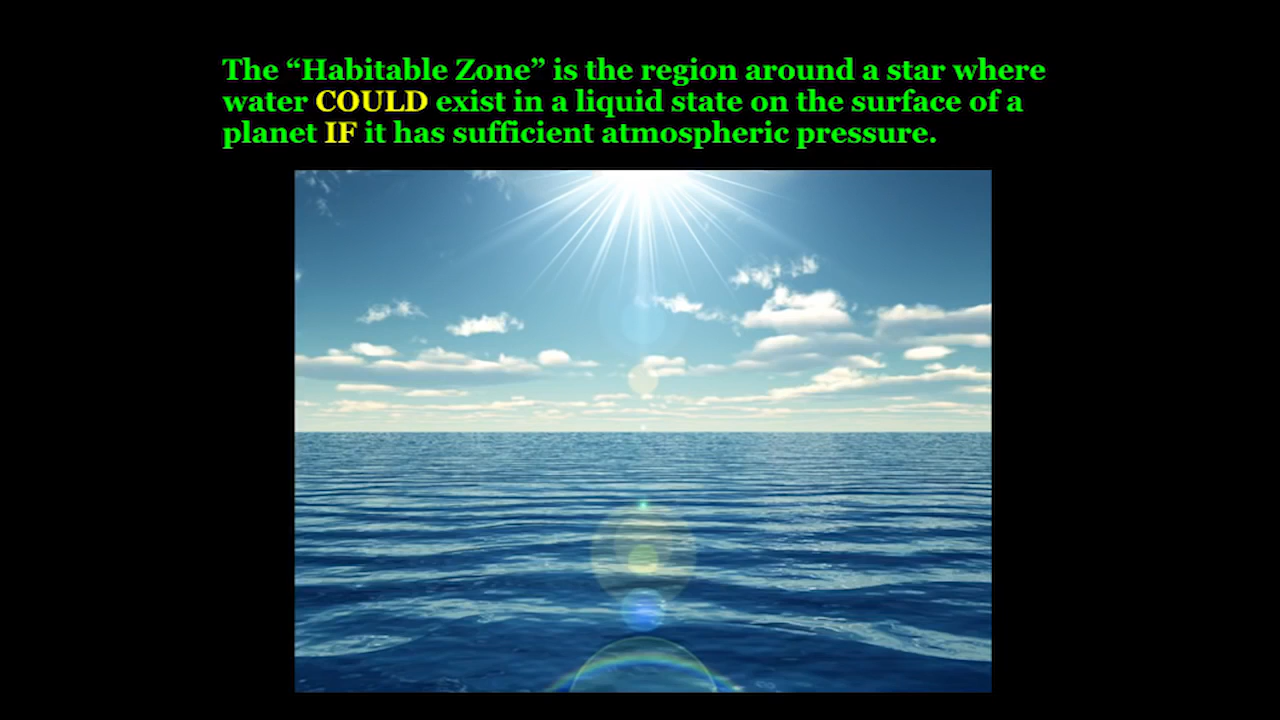 The “Habitable Zone” is the region around a star where
water COULD exist in a liquid state on the surface of a
planet IF it has sufficient atmospheric pressure.